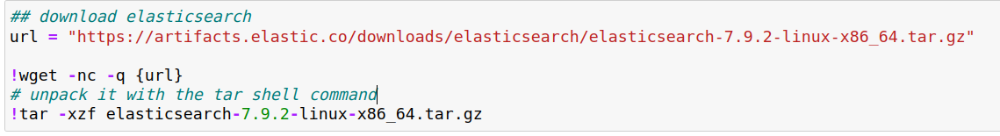 ## download elasticsearch
url = "https://artifacts.elastic.co/downloads/elasticsearch/elasticsearch-7.9.2-linux-x86_64.tar.gz"
!wget -nc -q {url}
# unpack it with the tar shell command
!tar -xzf elasticsearch-7.9.2-linux-x86_64.tar.gz